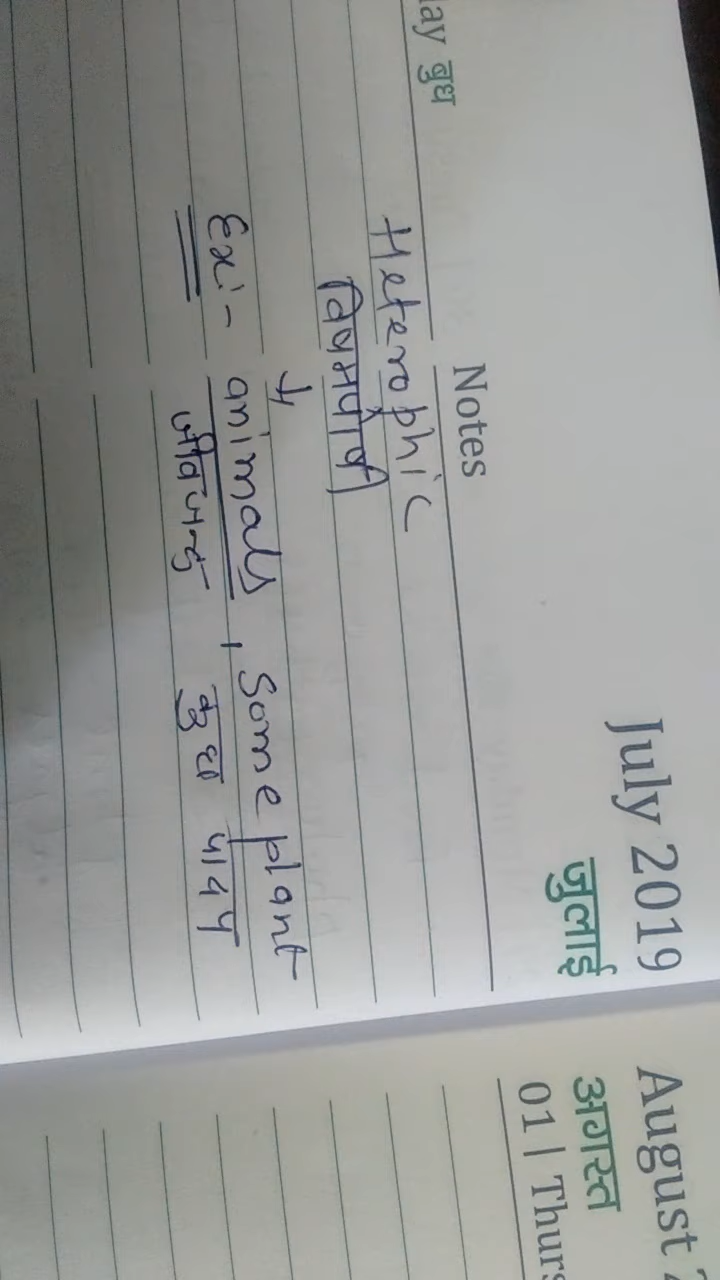 July 2019
जुलाई
ay बुध
Notes
Heterophic
विषमपोषी
Ex:- animals, Some plant
जीवजन्तु कुछ पादप
August
अगस्त
01 | Thurs